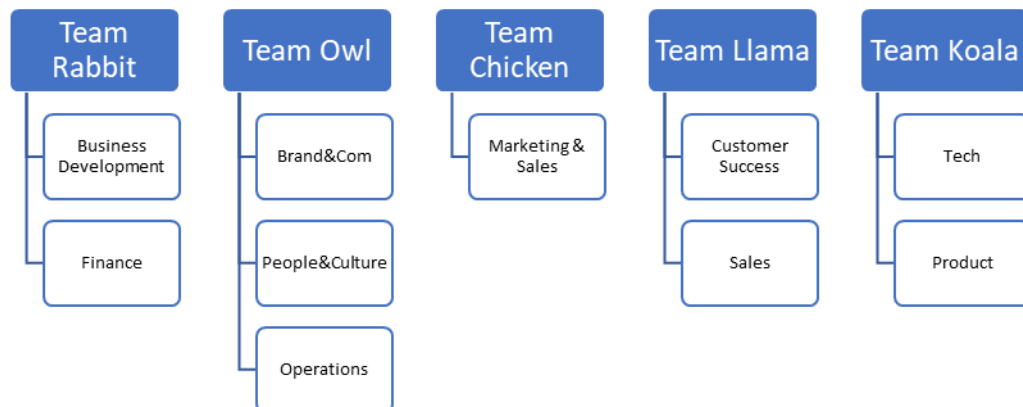 Team
Rabbit
Business
Development
Finance
Team Owl
Brand&Com
People&Culture
Operations
Team
Chicken
Marketing &
Sales
Team Llama
Customer
Success
Sales
Team Koala
Tech
Product